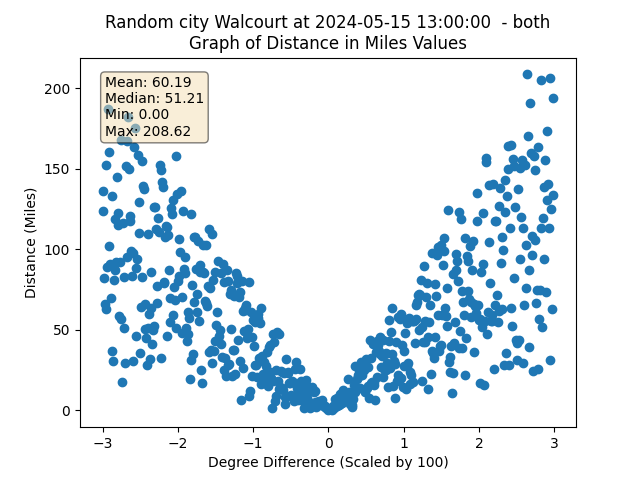 Random city Walcourt at 2024-05-15 13:00:00  - both
Graph of Distance in Miles Values
Mean: 60.19
Median: 51.21
Min: 0.00
Max: 208.62
200
150
100
50
0
Distance (Miles)
−3 −2 −1 0 1 2 3
Degree Difference (Scaled by 100)